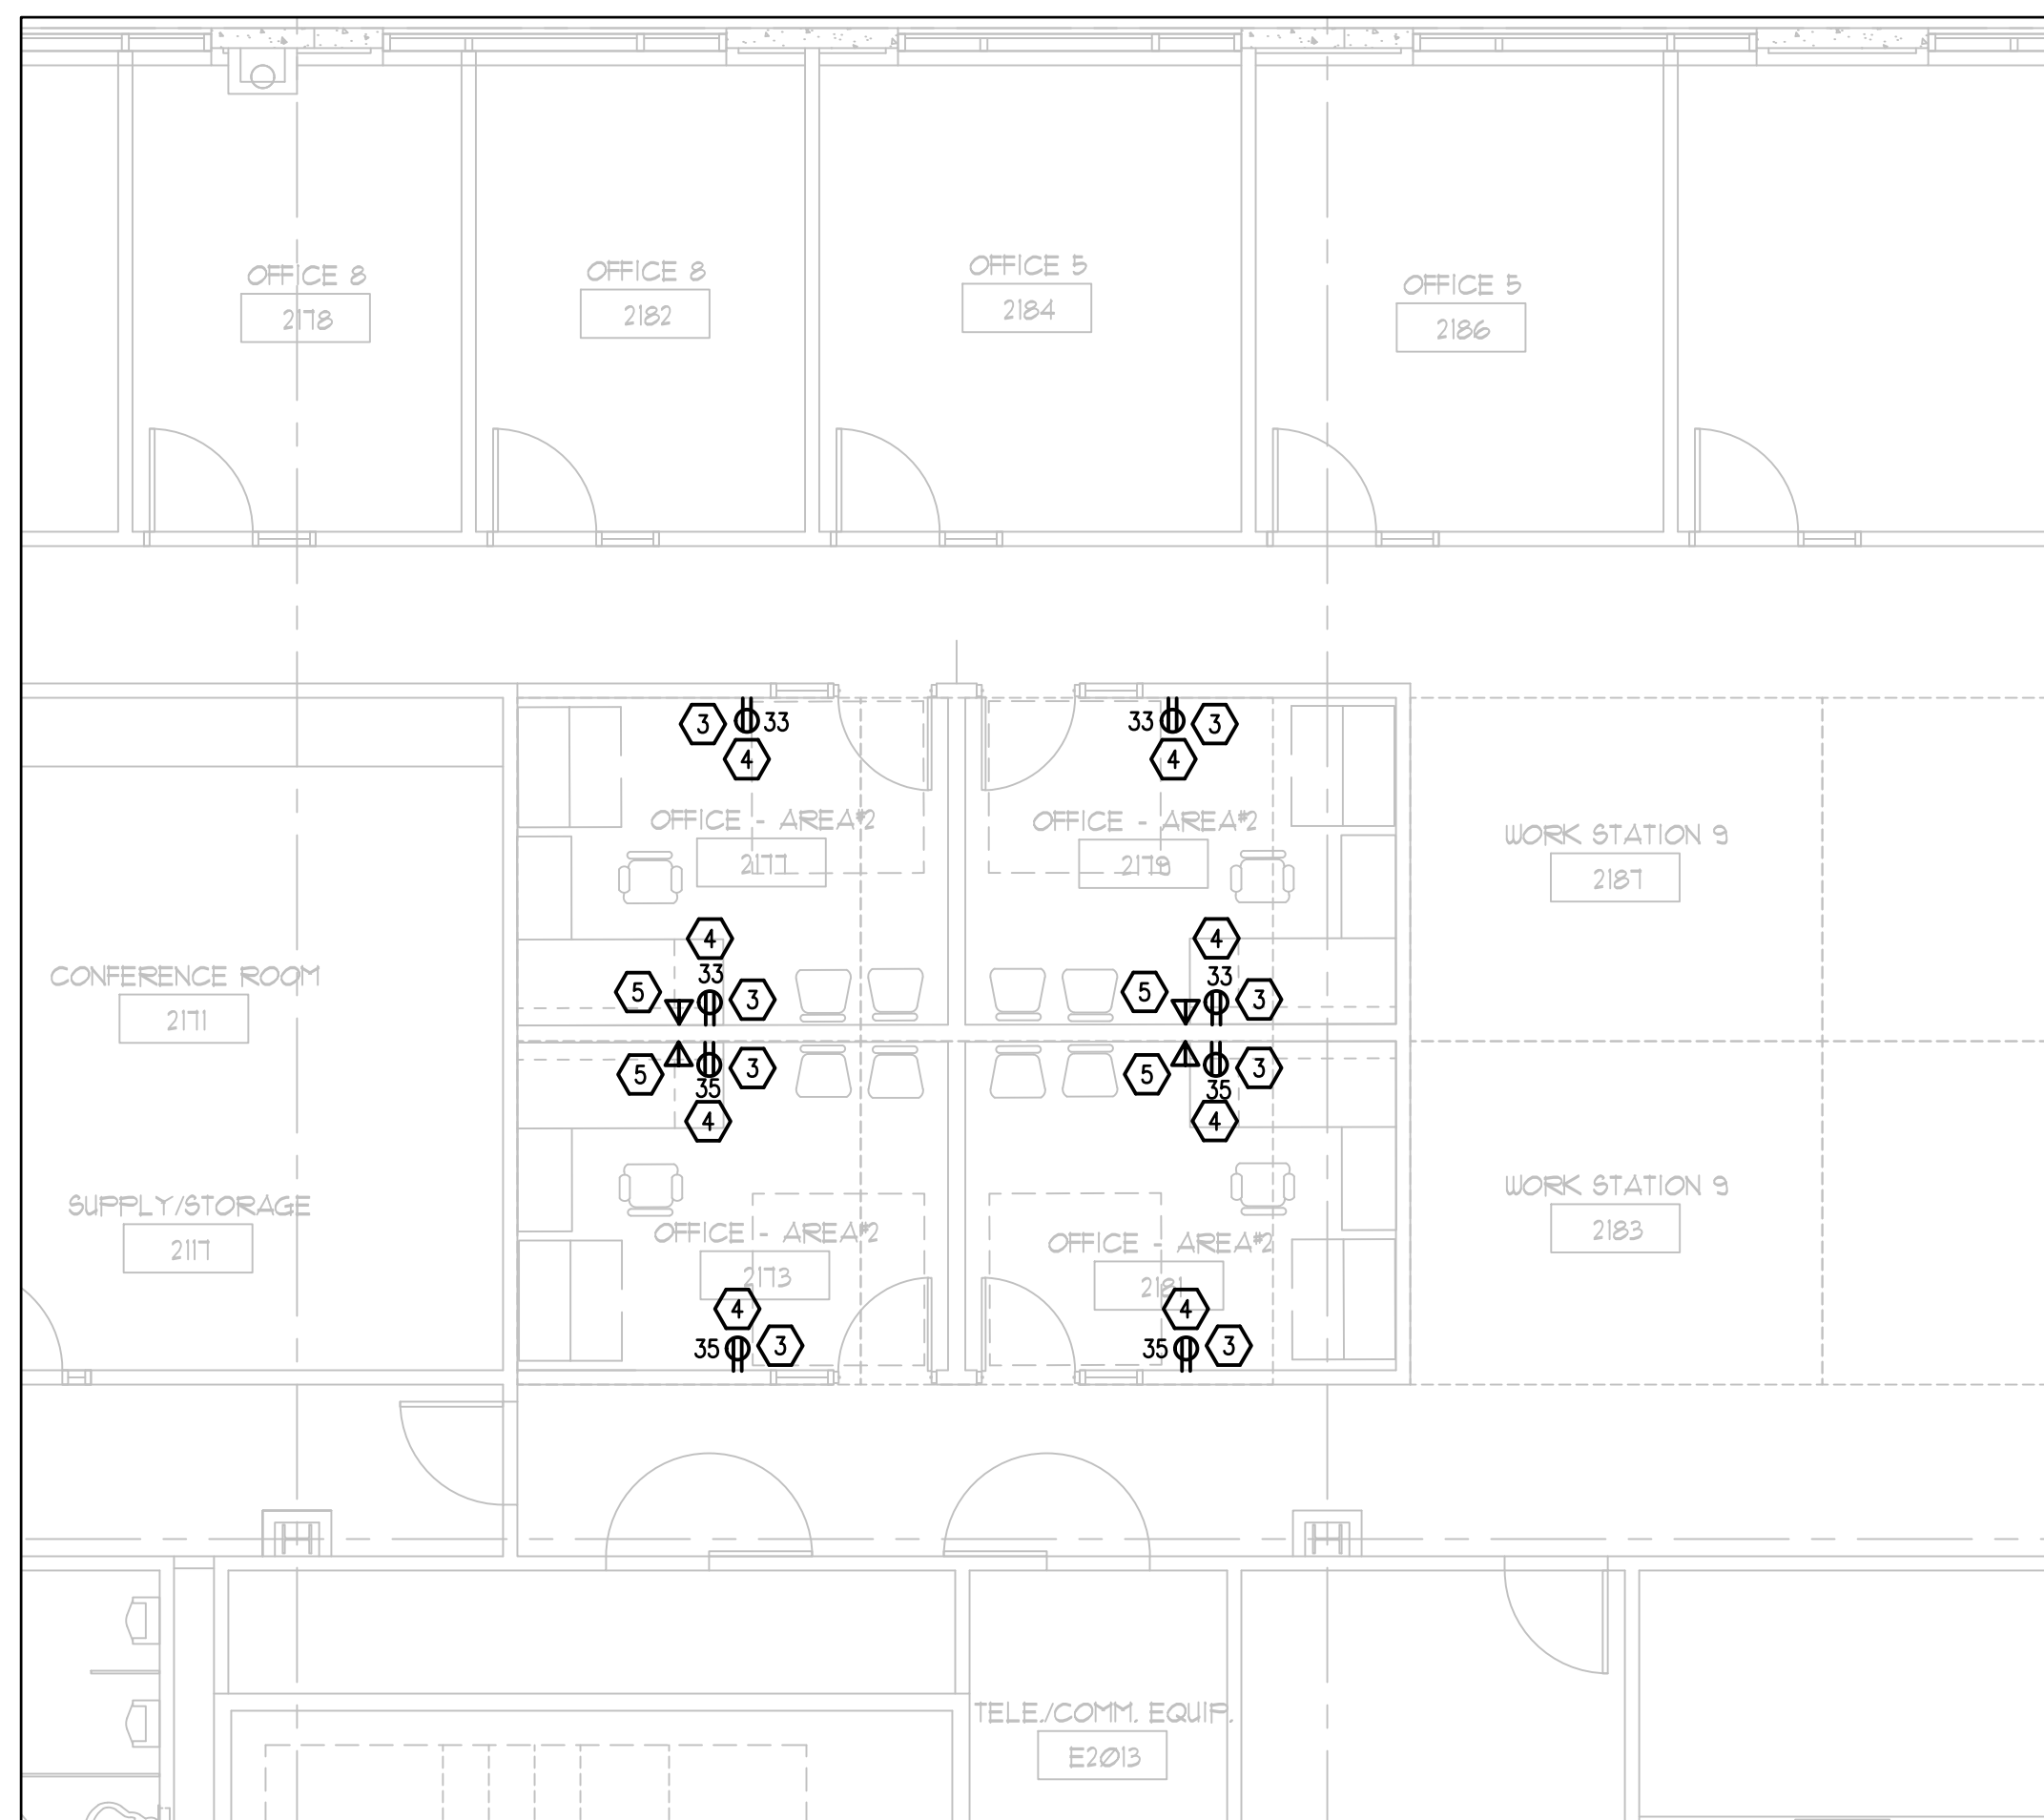 OFFICE 8
2178
OFFICE 8
2182
OFFICE 5
2184
OFFICE 5
2186
3
33
4
33
3
4
OFFICE - AREA#2
2177
OFFICE - AREA#2
2179
WORK STATION 9
2187
4
33
5
3
4
33
5
3
CONFERENCE ROOM
2171
5
3
35
4
5
3
35
4
SUPPLY/STORAGE
2117
OFFICE - AREA#2
2173
OFFICE - AREA#2
2181
WORK STATION 9
2183
4
35
3
4
35
3
TELE./COMM. EQUIP.
E2013